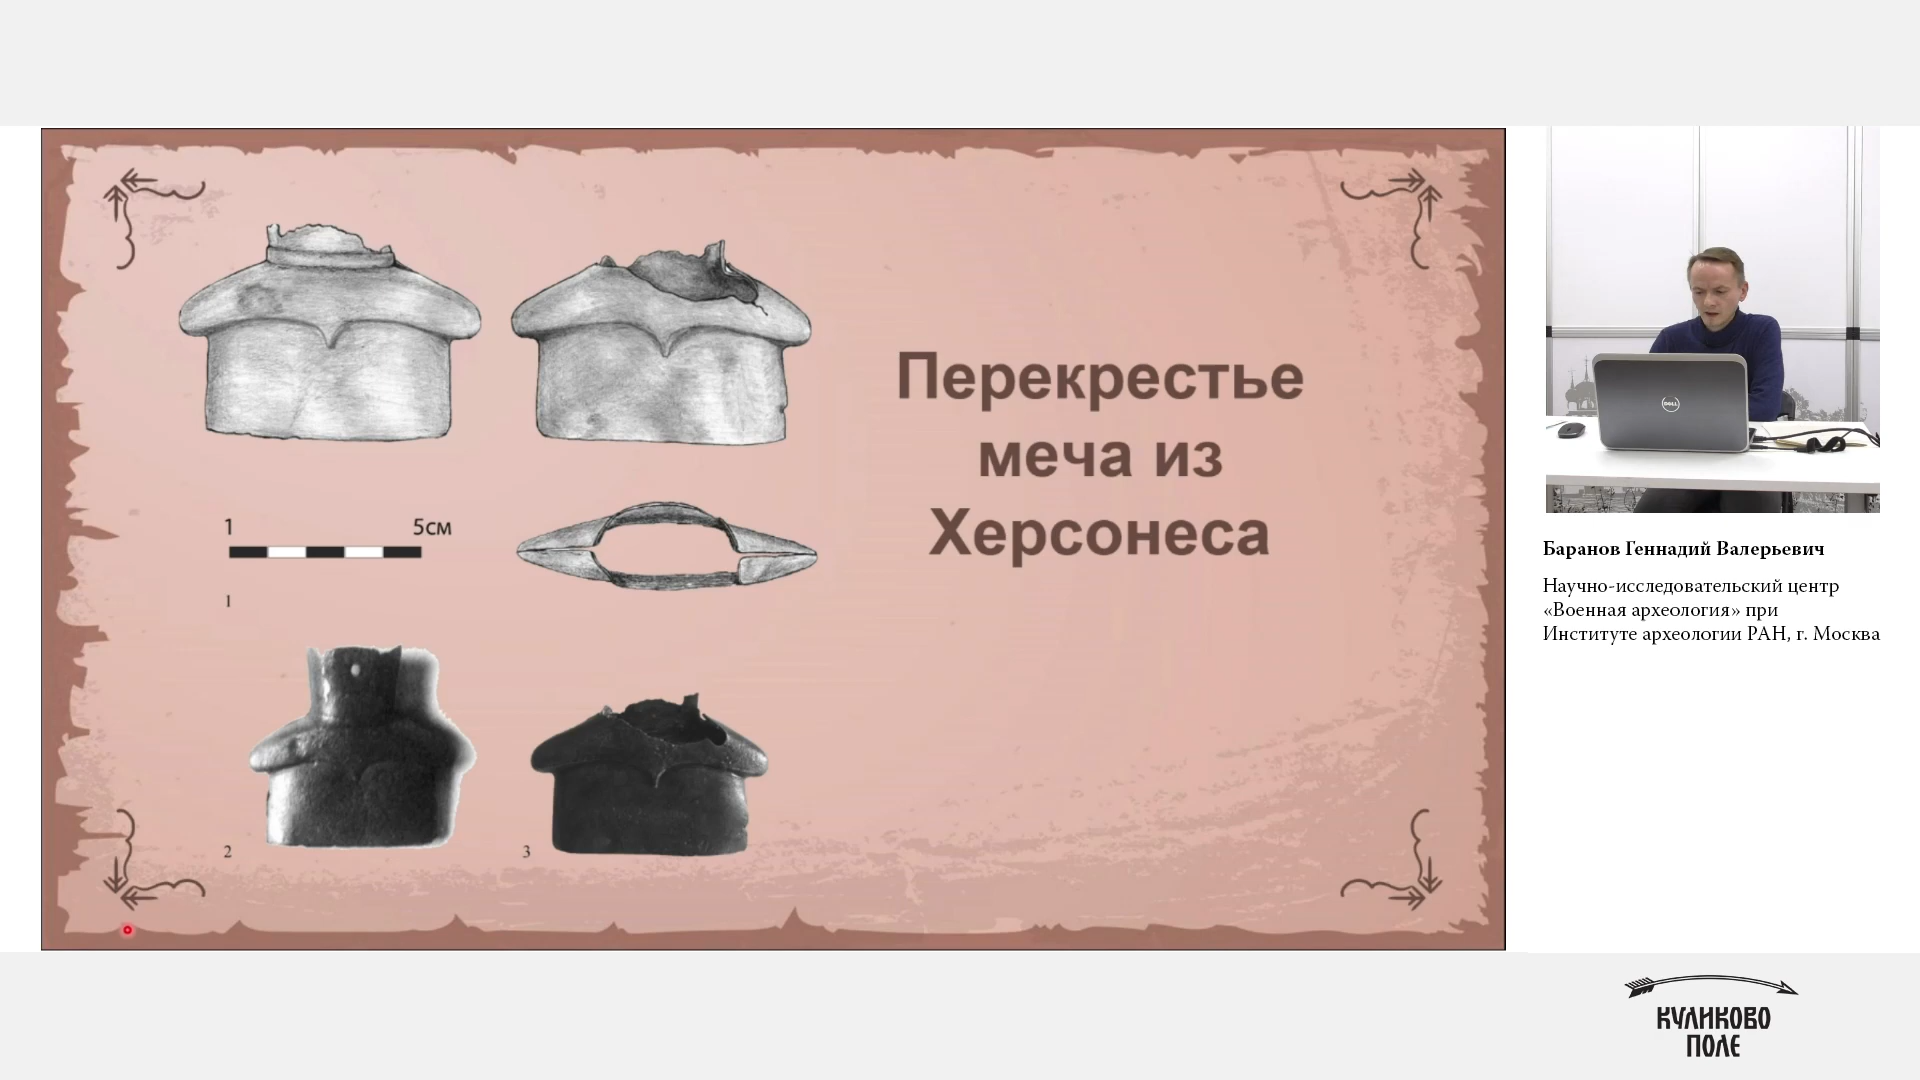 Перекрестье
меча из
Херсонеса
1 5см
1
2
3
DELL
Баранов Геннадий Валерьевич
Научно-исследовательский центр
«Военная археология» при
Институте археологии РАН, г. Москва
КУЛИКОВО
ПОЛЕ